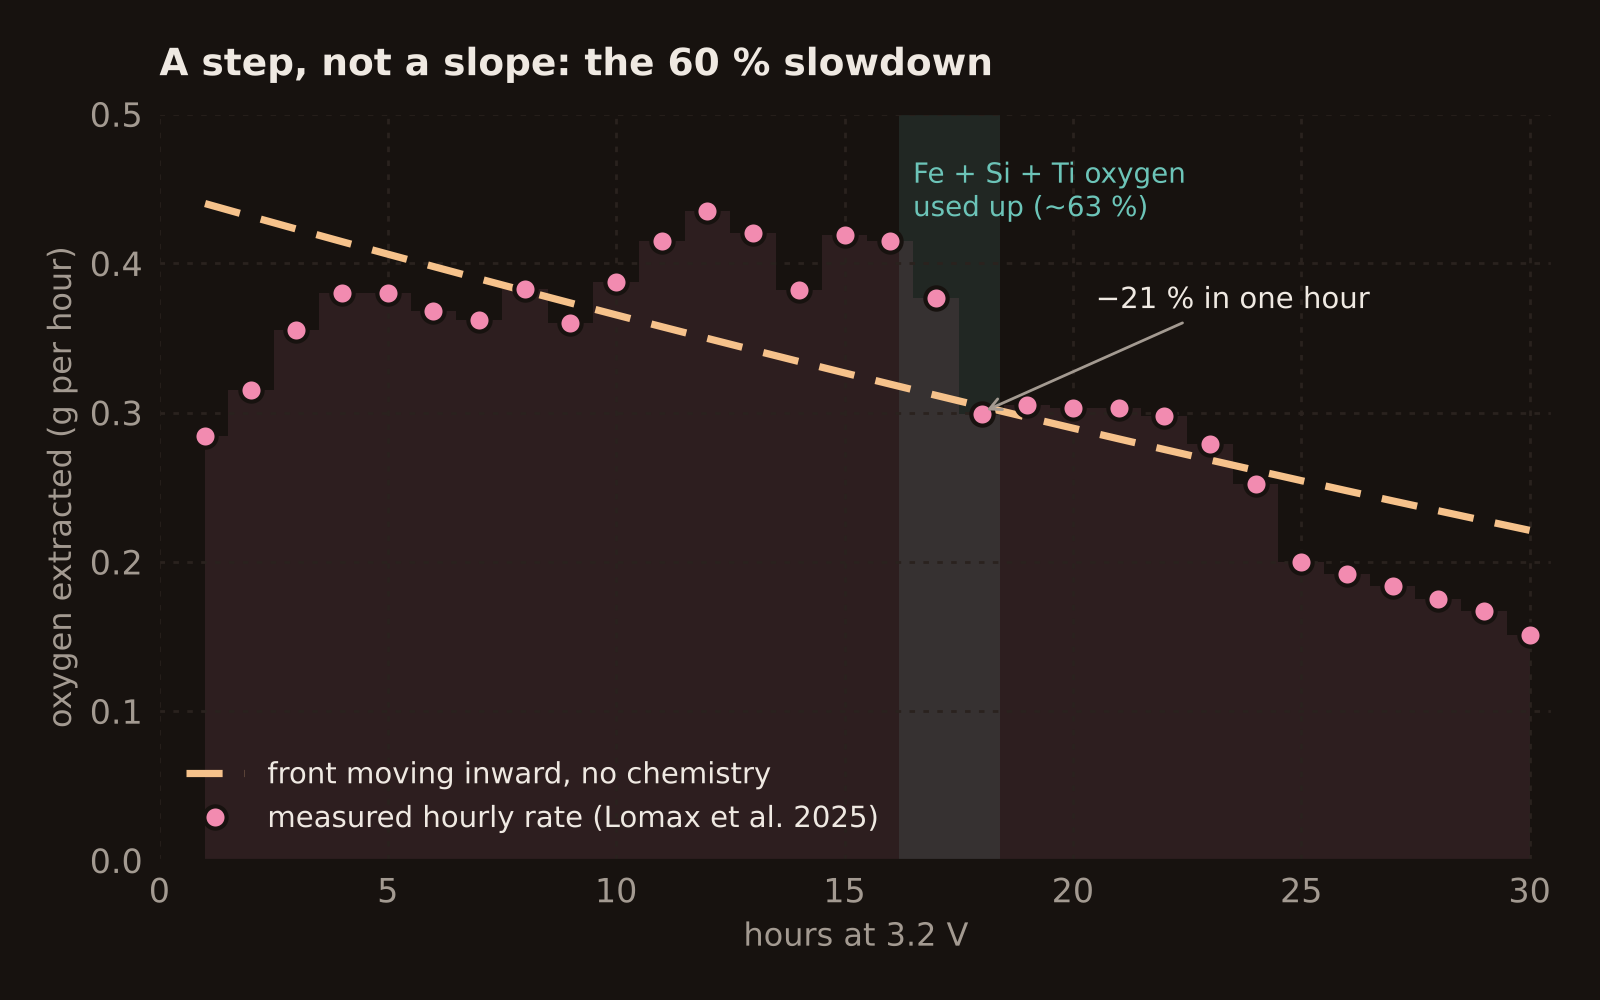 A step, not a slope: the 60 % slowdown
oxygen extracted (g per hour)
0.5
0.4
0.3
0.2
0.1
0.0
Fe + Si + Ti oxygen
used up (~63 %)
−21 % in one hour
front moving inward, no chemistry
measured hourly rate (Lomax et al. 2025)
0 5 10 15 20 25 30
hours at 3.2 V